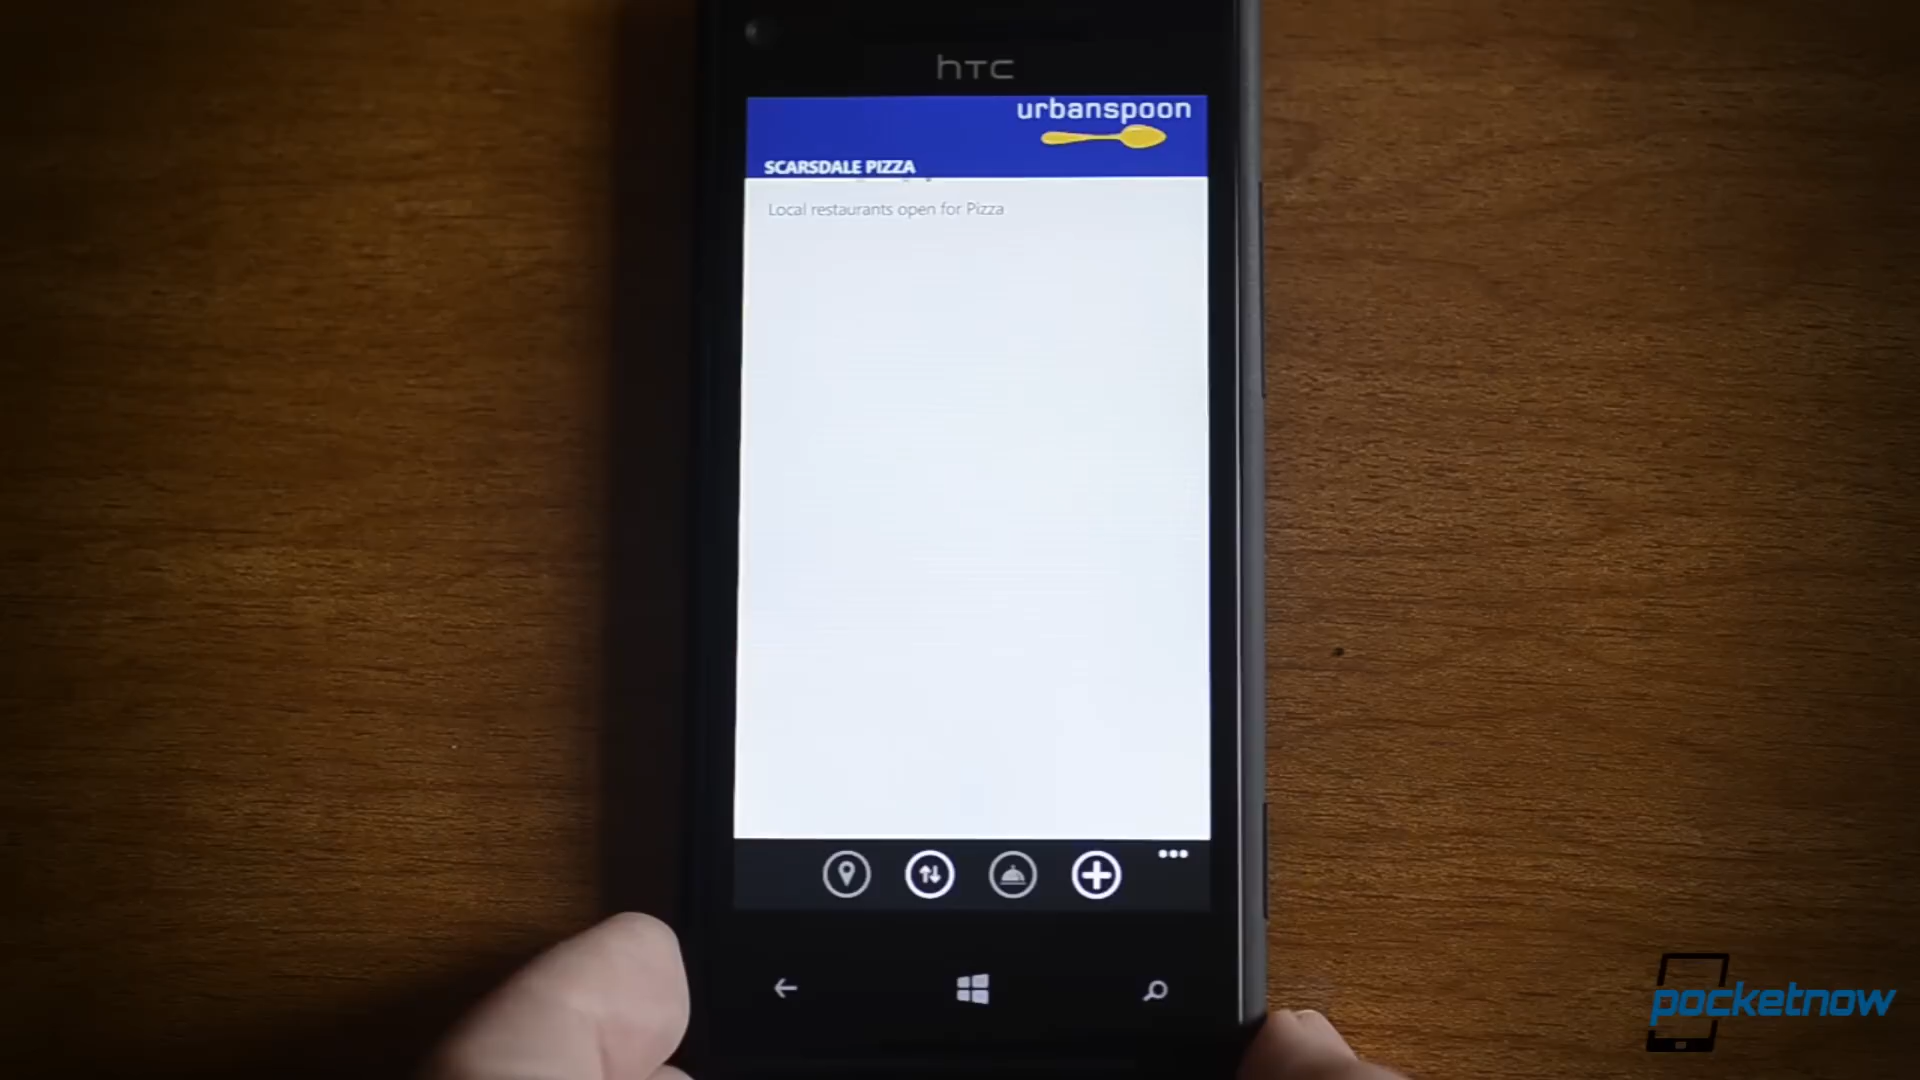 hTC
urbanspoon
SCARSDALE PIZZA
Local restaurants open for Pizza
pocketnow